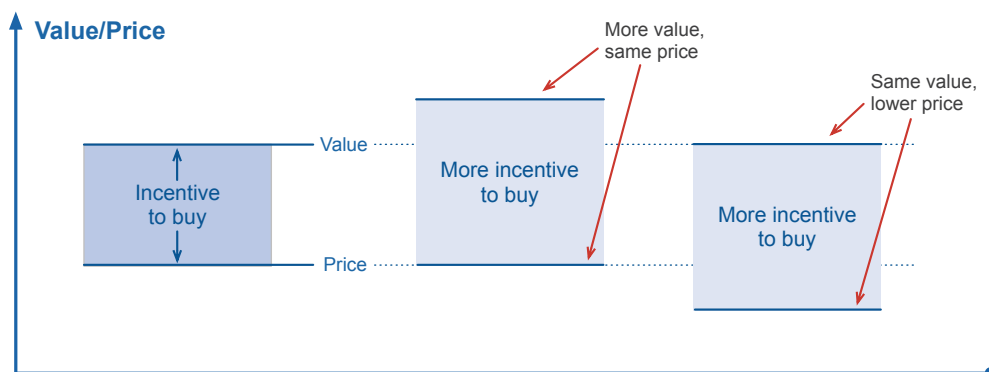 Value/Price
More value,
same price
Same value,
lower price
Value
Incentive
to buy
More incentive
to buy
More incentive
to buy
Price